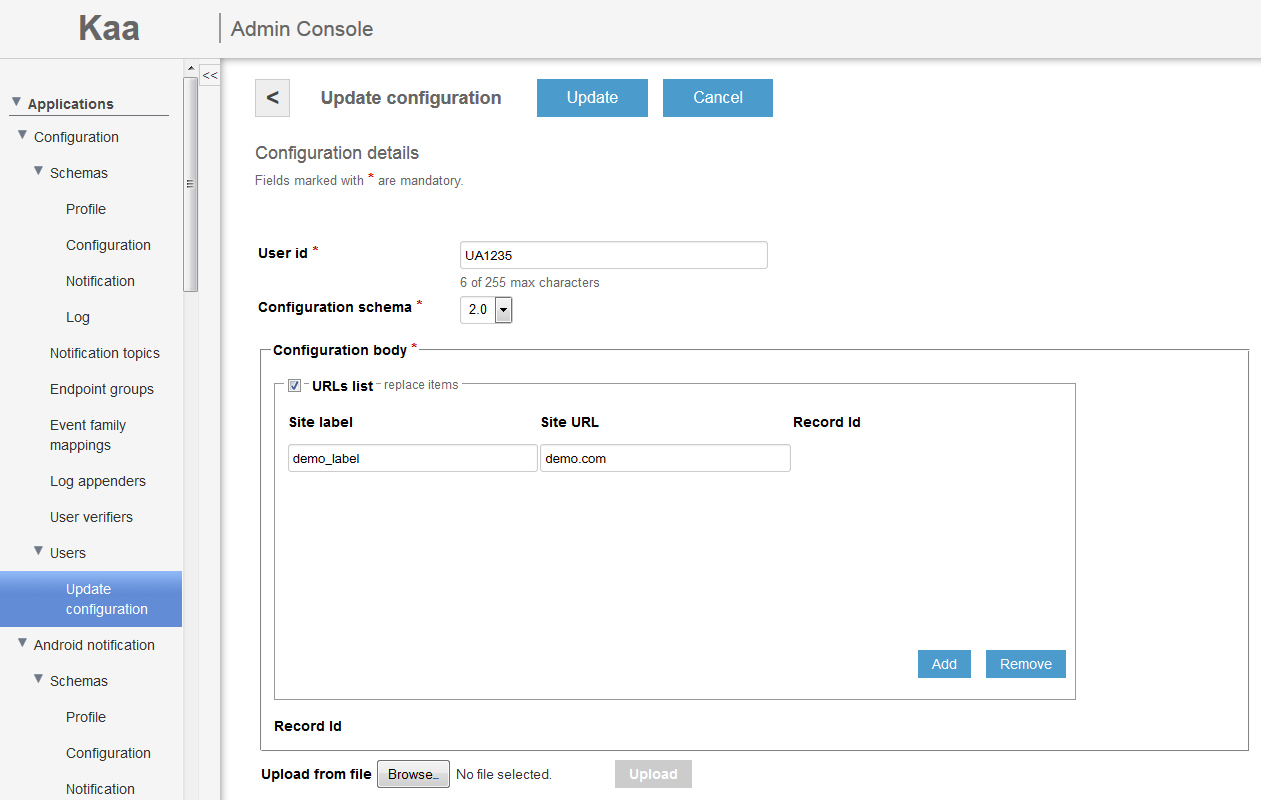 Kaa
Admin Console
<<
Applications
Configuration
Schemas
Profile
Configuration
Notification
Log
Notification topics
Endpoint groups
Event family
mappings
Log appenders
User verifiers
Users
Update
configuration
Android notification
Schemas
Profile
Configuration
Notification
< Update configuration Update Cancel
Configuration details
Fields marked with * are mandatory.
User id * UA1235
6 of 255 max characters
Configuration schema * 2.0
Configuration body *
URLs list replace items
Site label Site URL Record Id
demo_label demo.com
Add Remove
Record Id
Upload from file Browse... No file selected. Upload